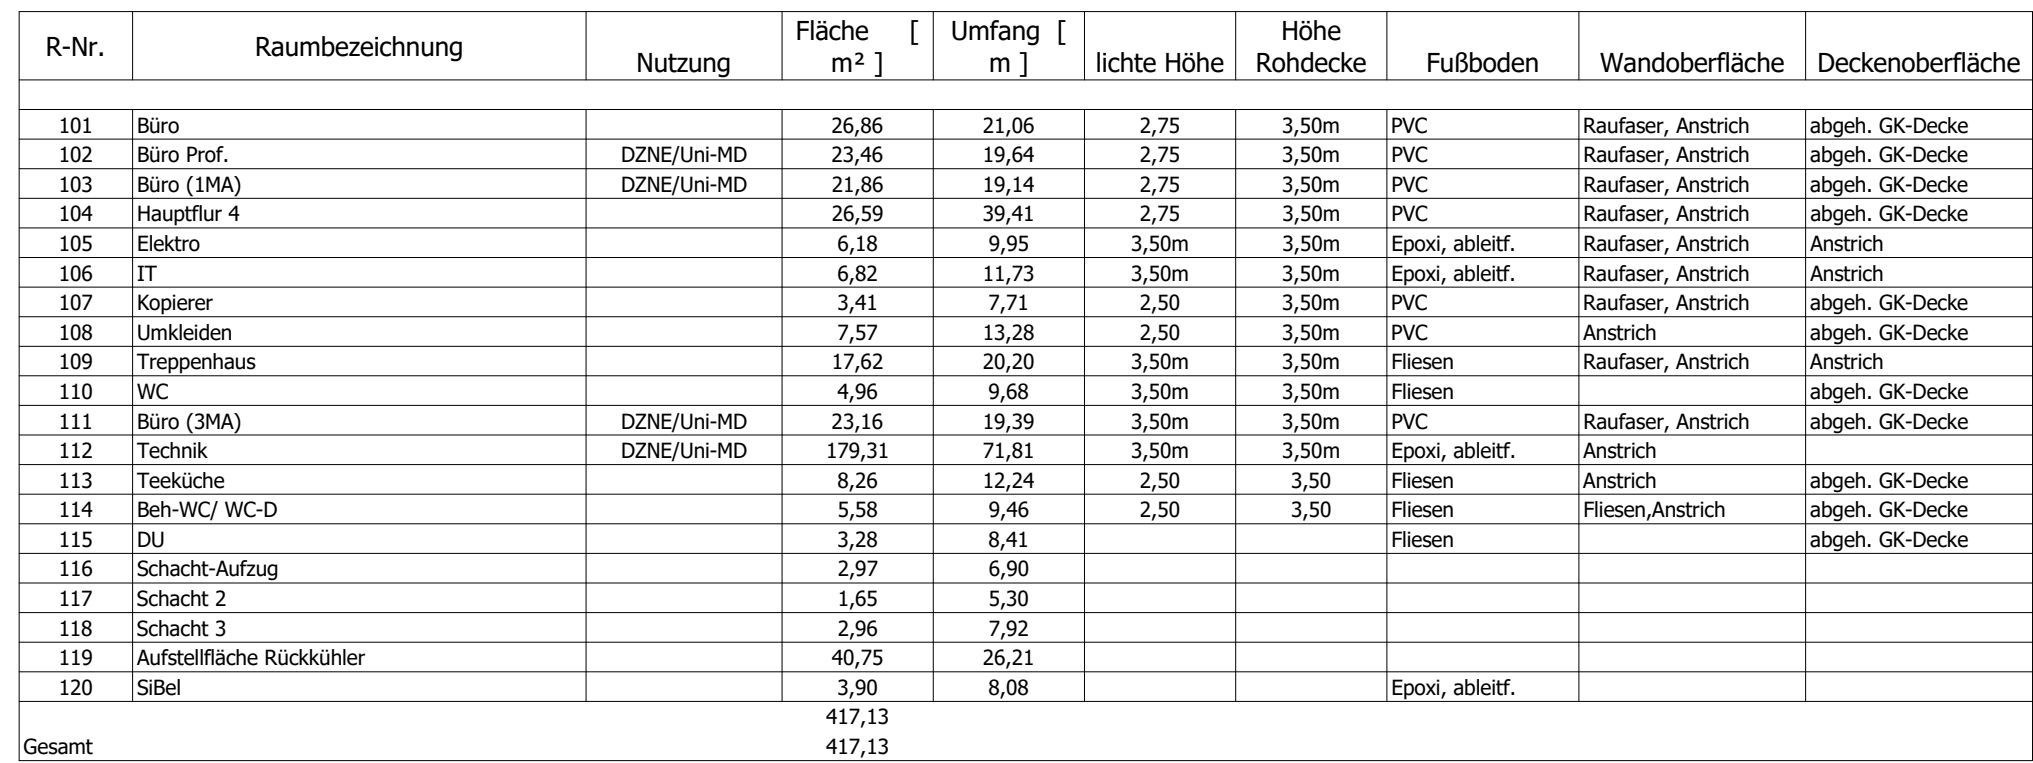 R-Nr. Raumbezeichnung Nutzung Fläche [ m² ] Umfang [ m ] lichte Höhe Höhe Rohdecke Fußboden Wandoberfläche Deckenoberfläche
101 Büro 26,86 21,06 2,75 3,50m PVC Raufaser, Anstrich abgeh. GK-Decke
102 Büro Prof. DZNE/Uni-MD 23,46 19,64 2,75 3,50m PVC Raufaser, Anstrich abgeh. GK-Decke
103 Büro (1MA) DZNE/Uni-MD 21,86 19,14 2,75 3,50m PVC Raufaser, Anstrich abgeh. GK-Decke
104 Hauptflur 4 26,59 39,41 2,75 3,50m PVC Raufaser, Anstrich abgeh. GK-Decke
105 Elektro 6,18 9,95 3,50m 3,50m Epoxi, ableitf. Raufaser, Anstrich Anstrich
106 IT 6,82 11,73 3,50m 3,50m Epoxi, ableitf. Raufaser, Anstrich Anstrich
107 Kopierer 3,41 7,71 2,50 3,50m PVC Raufaser, Anstrich abgeh. GK-Decke
108 Umkleiden 7,57 13,28 2,50 3,50m PVC Anstrich abgeh. GK-Decke
109 Treppenhaus 17,62 20,20 3,50m 3,50m Fliesen Raufaser, Anstrich Anstrich
110 WC 4,96 9,68 3,50m 3,50m Fliesen abgeh. GK-Decke
111 Büro (3MA) DZNE/Uni-MD 23,16 19,39 3,50m 3,50m PVC Raufaser, Anstrich abgeh. GK-Decke
112 Technik DZNE/Uni-MD 179,31 71,81 3,50m 3,50m Epoxi, ableitf. Anstrich
113 Teeküche 8,26 12,24 2,50 3,50 Fliesen Anstrich abgeh. GK-Decke
114 Beh-WC/ WC-D 5,58 9,46 2,50 3,50 Fliesen Fliesen,Anstrich abgeh. GK-Decke
115 DU 3,28 8,41 Fliesen abgeh. GK-Decke
116 Schacht-Aufzug 2,97 6,90
117 Schacht 2 1,65 5,30
118 Schacht 3 2,96 7,92
119 Aufstellfläche Rückkühler 40,75 26,21
120 SiBel 3,90 8,08 Epoxi, ableitf.
417,13
Gesamt 417,13